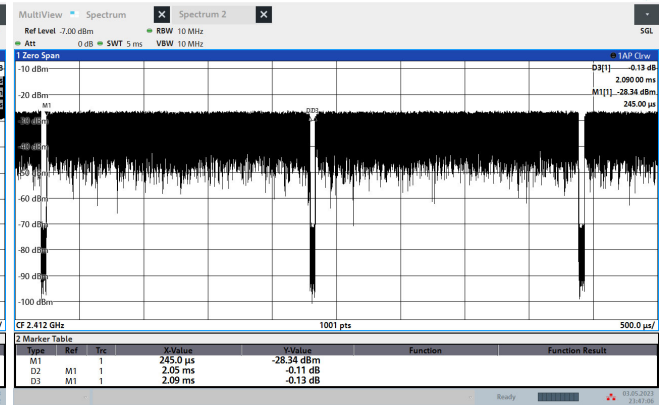 MultiView Spectrum X Spectrum 2 X
Ref Level -7.00 dBm RBW 10 MHz SGL
Att 0 dB SWT 5 ms VBW 10 MHz
1 Zero Span 1AP Clrw
-10 dBm D3[1] -0.13 dB
2.090 00 ms
-20 dBm M1[1] -28.34 dBm
M1 245.00 µs
-30 dBm
-40 dBm
-50 dBm
-60 dBm
-70 dBm
-80 dBm
-90 dBm
-100 dBm
CF 2.412 GHz 1001 pts 500.0 µs/
2 Marker Table
Type Ref Trc X-Value Y-Value Function Function Result
M1 1 245.0 µs -28.34 dBm
D2 M1 1 2.05 ms -0.11 dB
D3 M1 1 2.09 ms -0.13 dB
Ready 03.05.2023
23:47:06